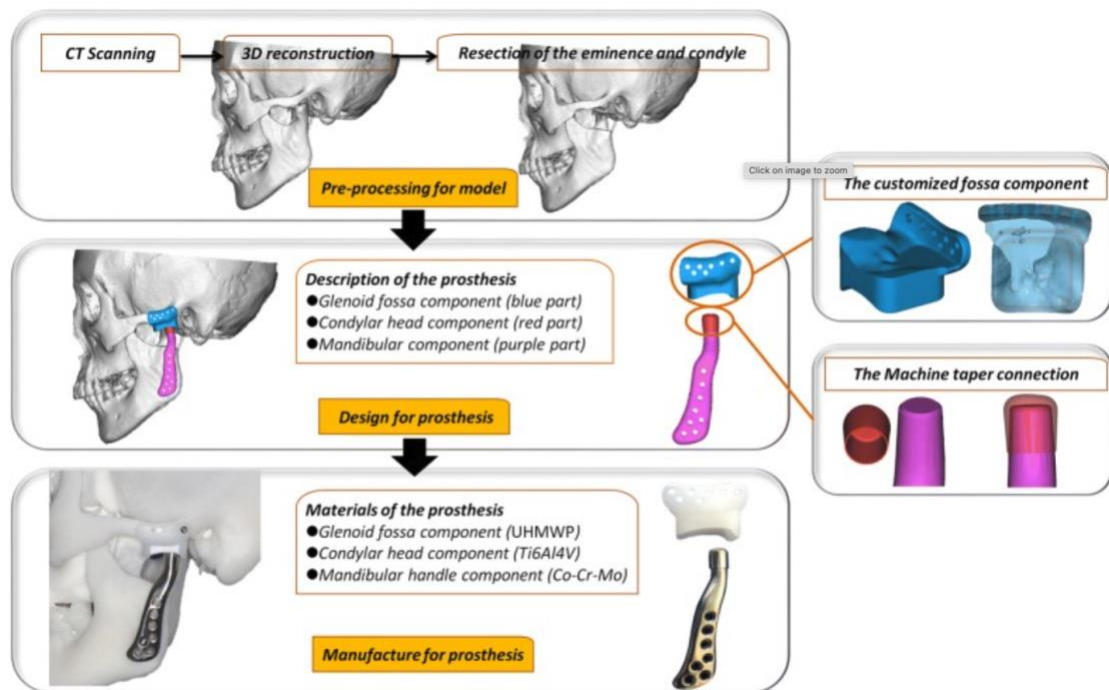 CT Scanning
3D reconstruction
Resection of the eminence and condyle
Pre-processing for model
Click on image to zoom
The customized fossa component
Description of the prosthesis
●Glenoid fossa component (blue part)
●Condylar head component (red part)
●Mandibular component (purple part)
Design for prosthesis
The Machine taper connection
Materials of the prosthesis
●Glenoid fossa component (UHMWP)
●Condylar head component (Ti6Al4V)
●Mandibular handle component (Co-Cr-Mo)
Manufacture for prosthesis